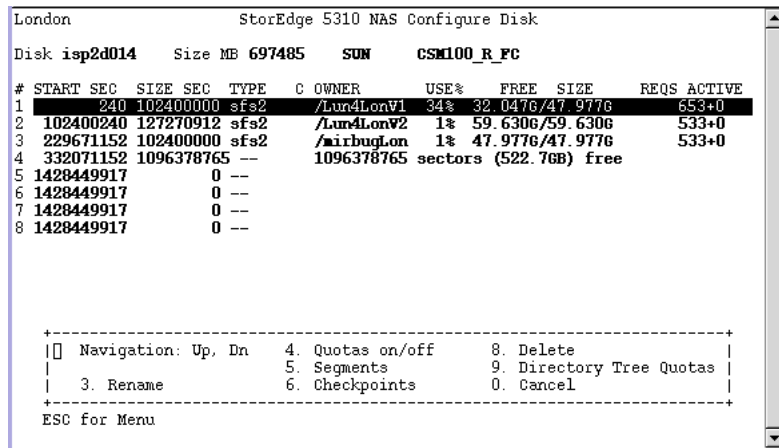 London StorEdge 5310 NAS Configure Disk
Disk isp2d014 Size MB 697485 SUN CSM100_R_FC
# START SEC SIZE SEC TYPE C OWNER USE% FREE SIZE REQS ACTIVE
1 240 102400000 sfs2 /Lun4LonV1 34% 32.047G/47.977G 653+0
2 102400240 127270912 sfs2 /Lun4LonV2 1% 59.630G/59.630G 533+0
3 229671152 102400000 sfs2 /mirbugLon 1% 47.977G/47.977G 533+0
4 332071152 1096378765 -- 1096378765 sectors (522.7GB) free
5 1428449917 0 --
6 1428449917 0 --
7 1428449917 0 --
8 1428449917 0 --
Navigation: Up, Dn 4. Quotas on/off 8. Delete
5. Segments 9. Directory Tree Quotas
3. Rename 6. Checkpoints 0. Cancel
ESC for Menu